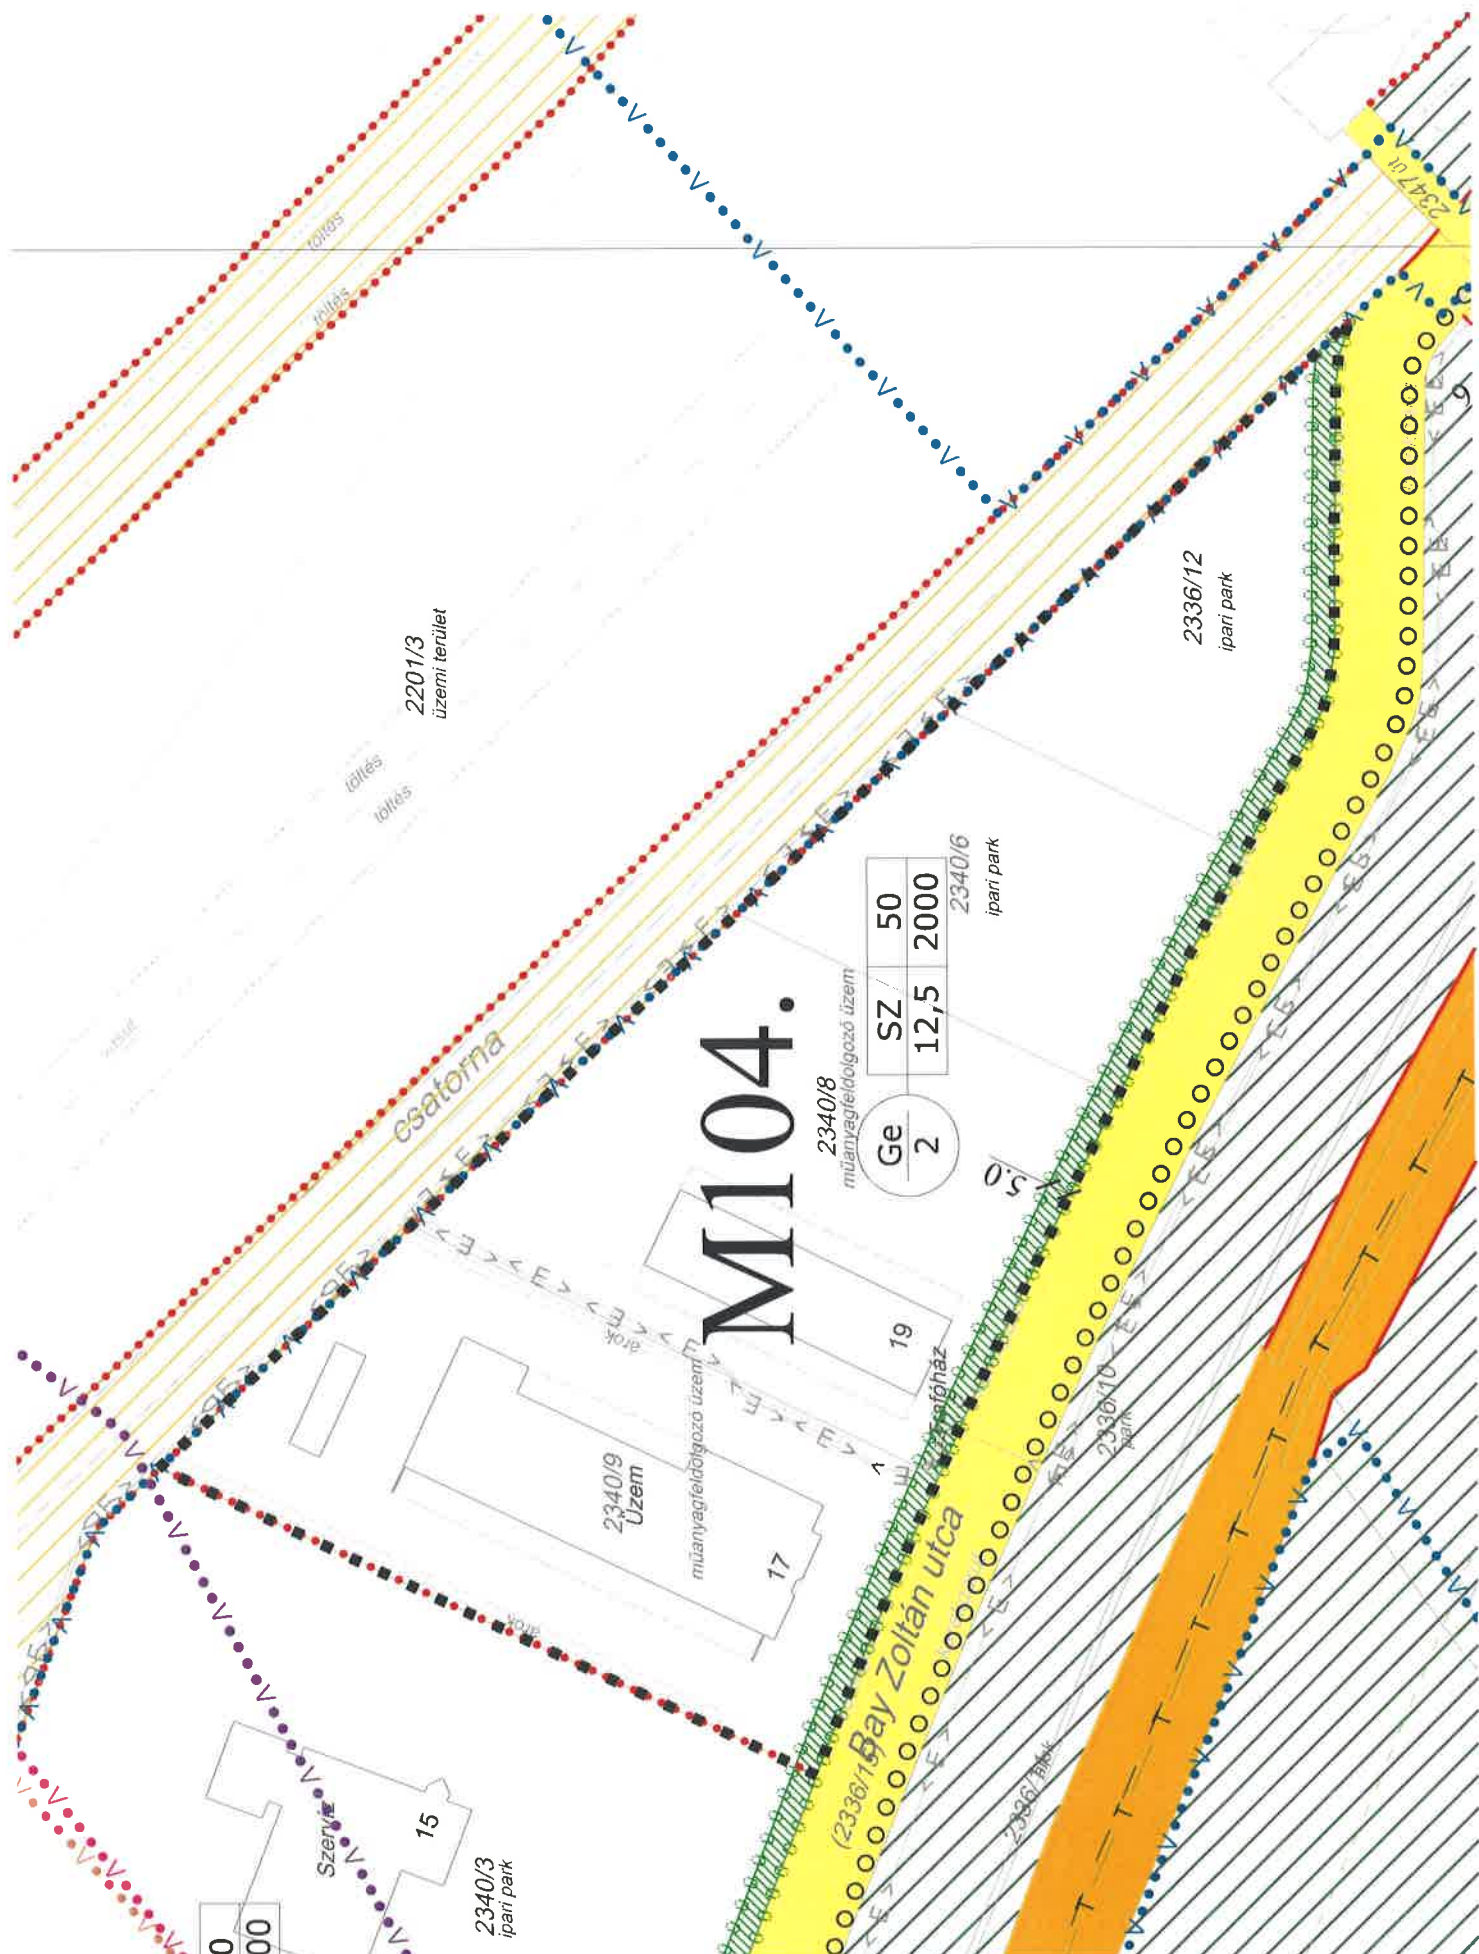 töltés
töltés
2347 út
2201/3
üzemi terület
töltés
töltés
2336/12
ipari park
csatorna
2340/6
ipari park
M104.
2340/8
műanyagfeldolgozó üzem
SZ 50
12,5 2000
Ge
2
5.0
árok
19
2340/9
Üzem
műanyagfeldolgozó üzem
17
árok
Bay Zoltán utca
2336/10
park
Szerviz
15
2340/3
ipari park